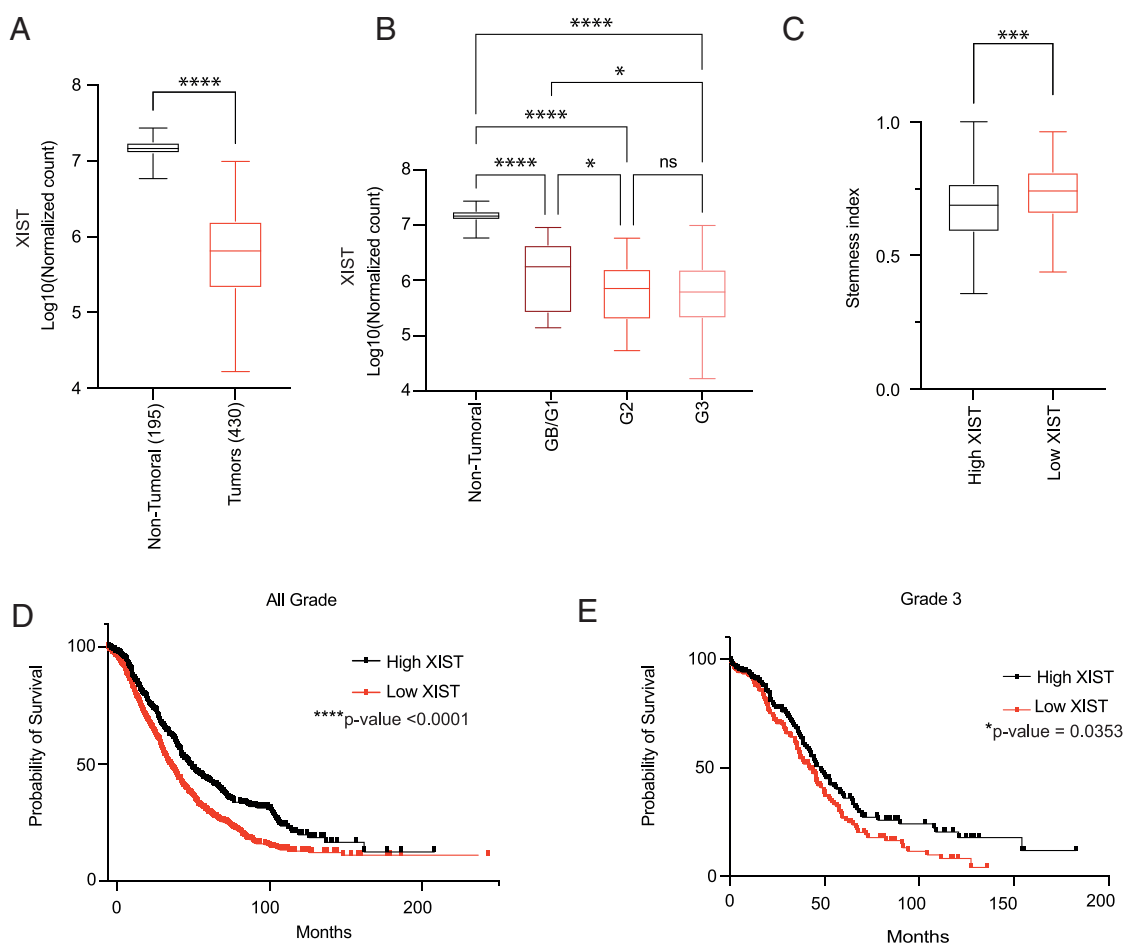 A
XIST
Log10(Normalized count)
8
7
6
5
4
****
Non-Tumoral (195)
Tumors (430)
B
XIST
Log10(Normalized count)
8
7
6
5
4
****
*
****
****
*
ns
Non-Tumoral
GB/G1
G2
G3
C
Stemness index
1.0
0.5
0.0
***
High XIST
Low XIST
D
All Grade
Probability of Survival
100
50
0
High XIST
Low XIST
****p-value <0.0001
0
100
200
Months
E
Grade 3
Probability of Survival
100
50
0
High XIST
Low XIST
*p-value = 0.0353
0
50
100
150
200
Months